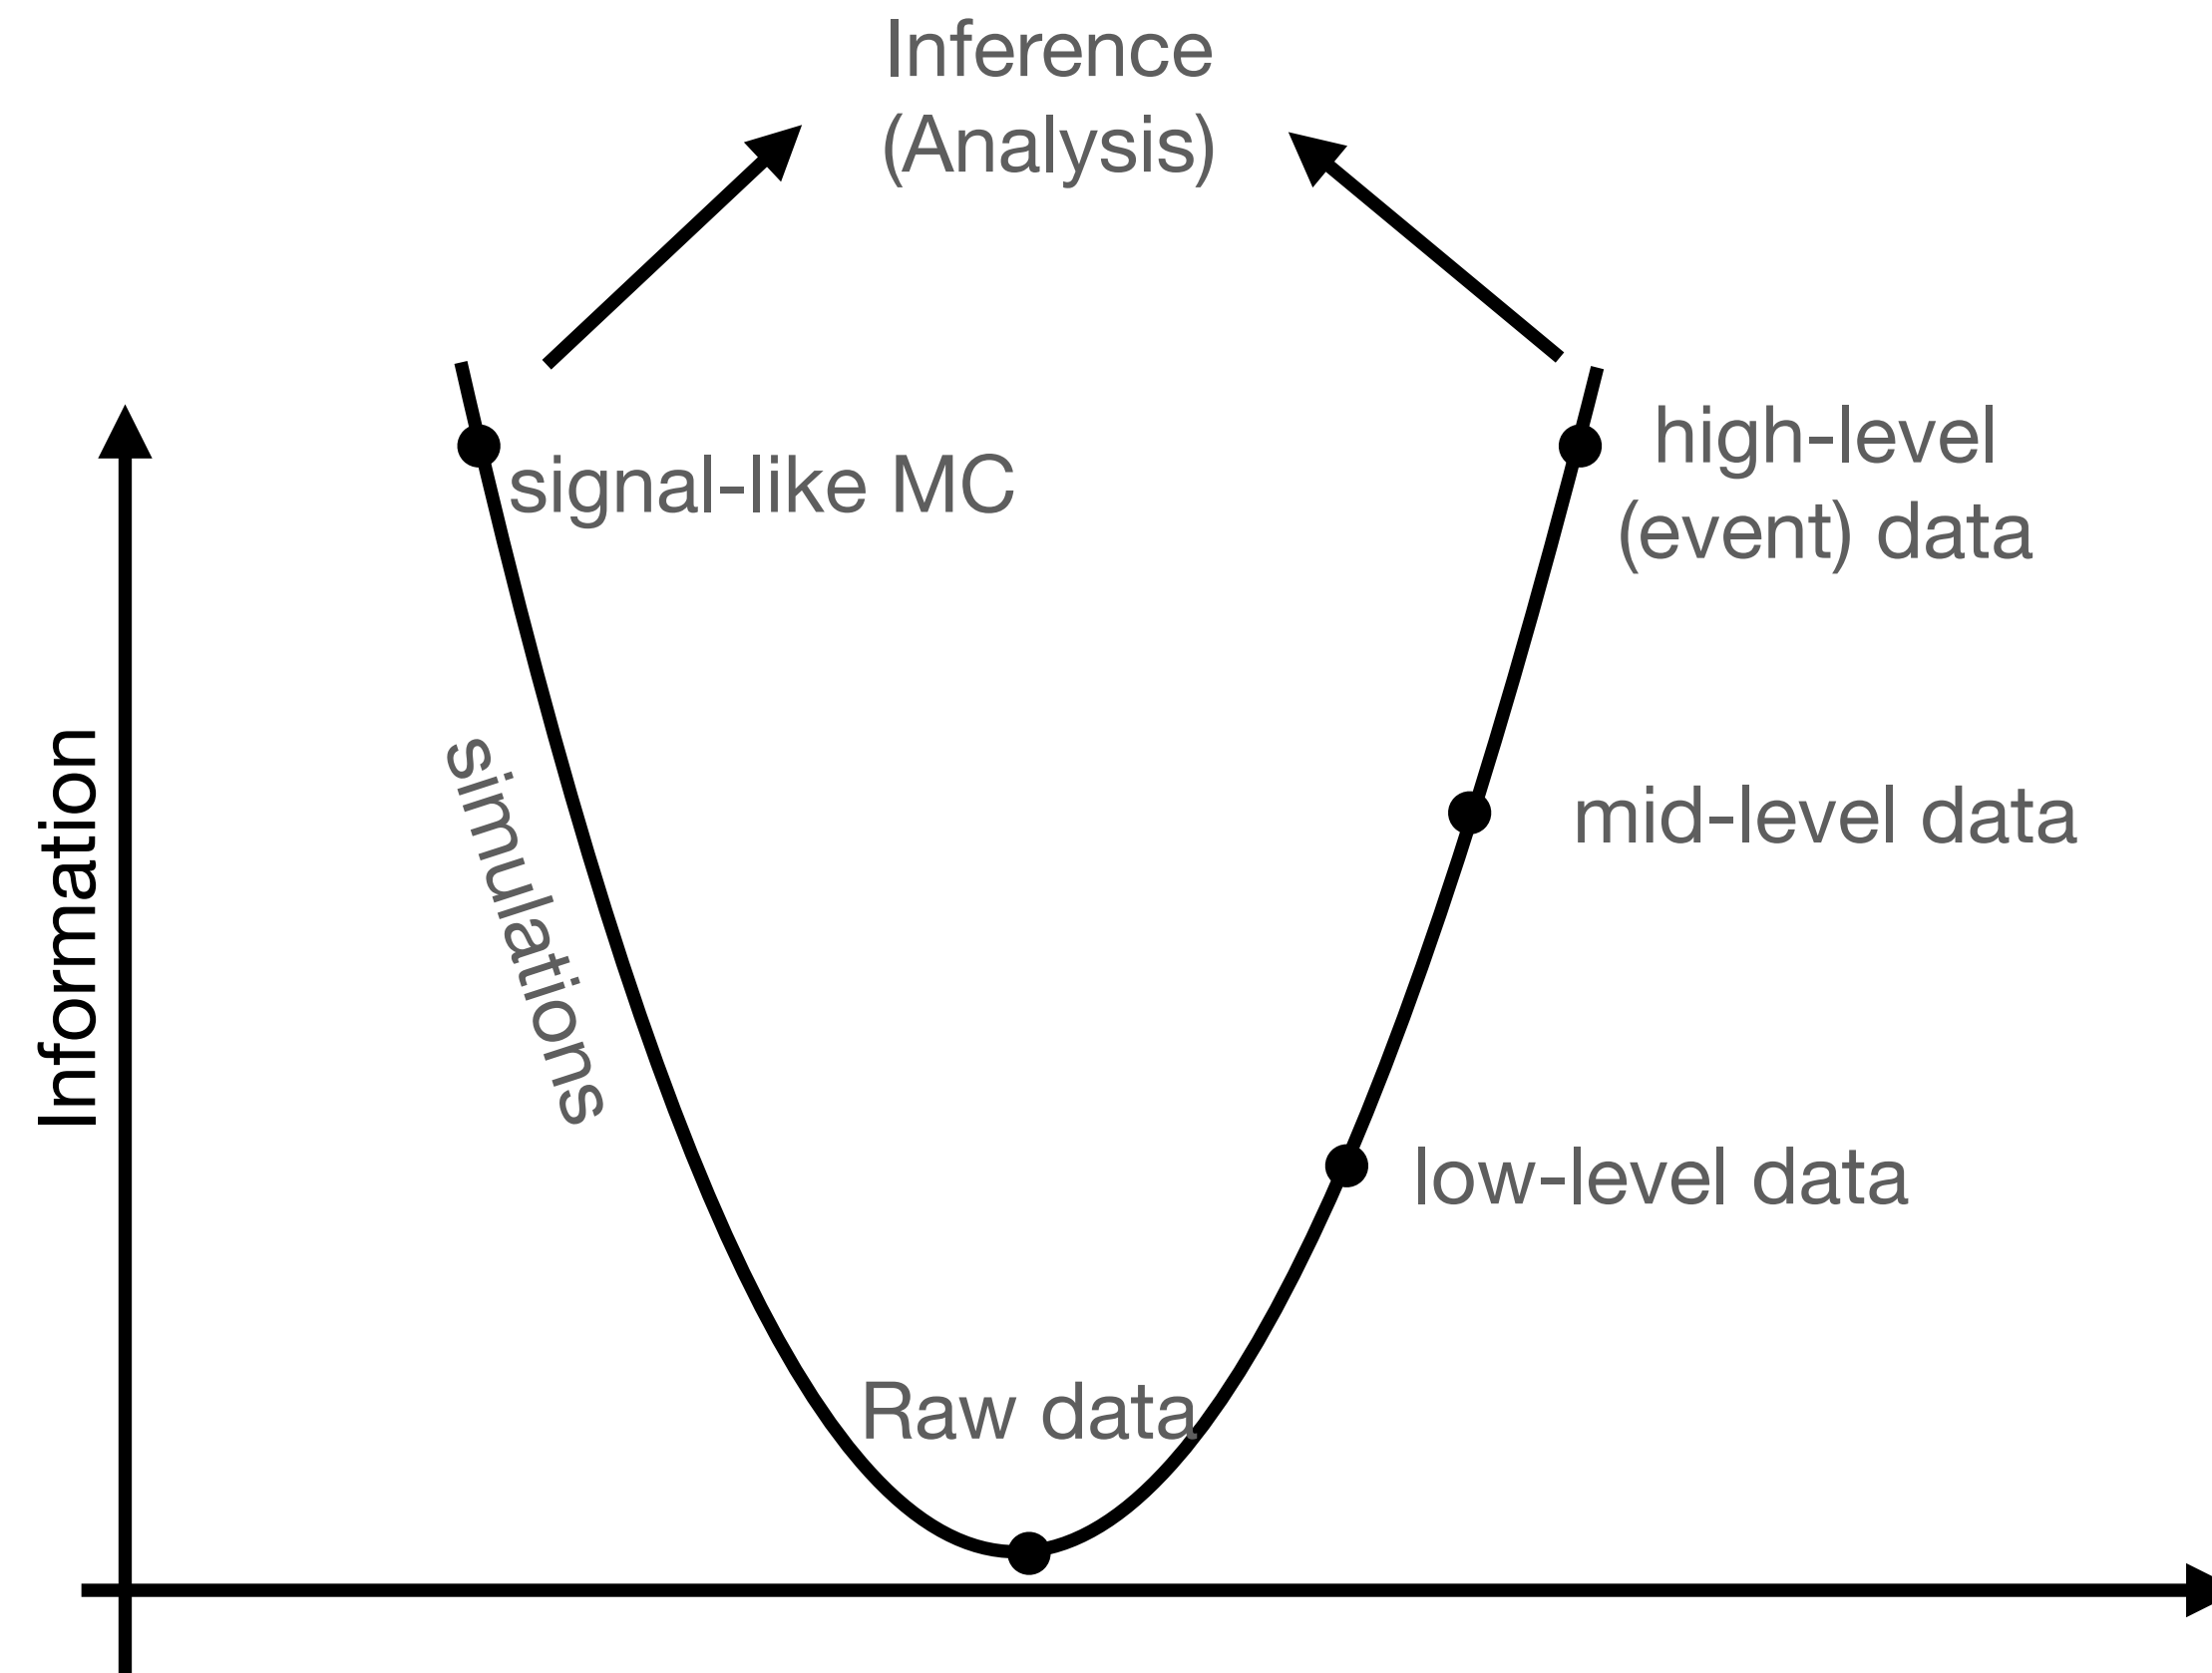 Inference
(Analysis)
signal-like MC
high-level
(event) data
simulations
Information
mid-level data
low-level data
Raw data